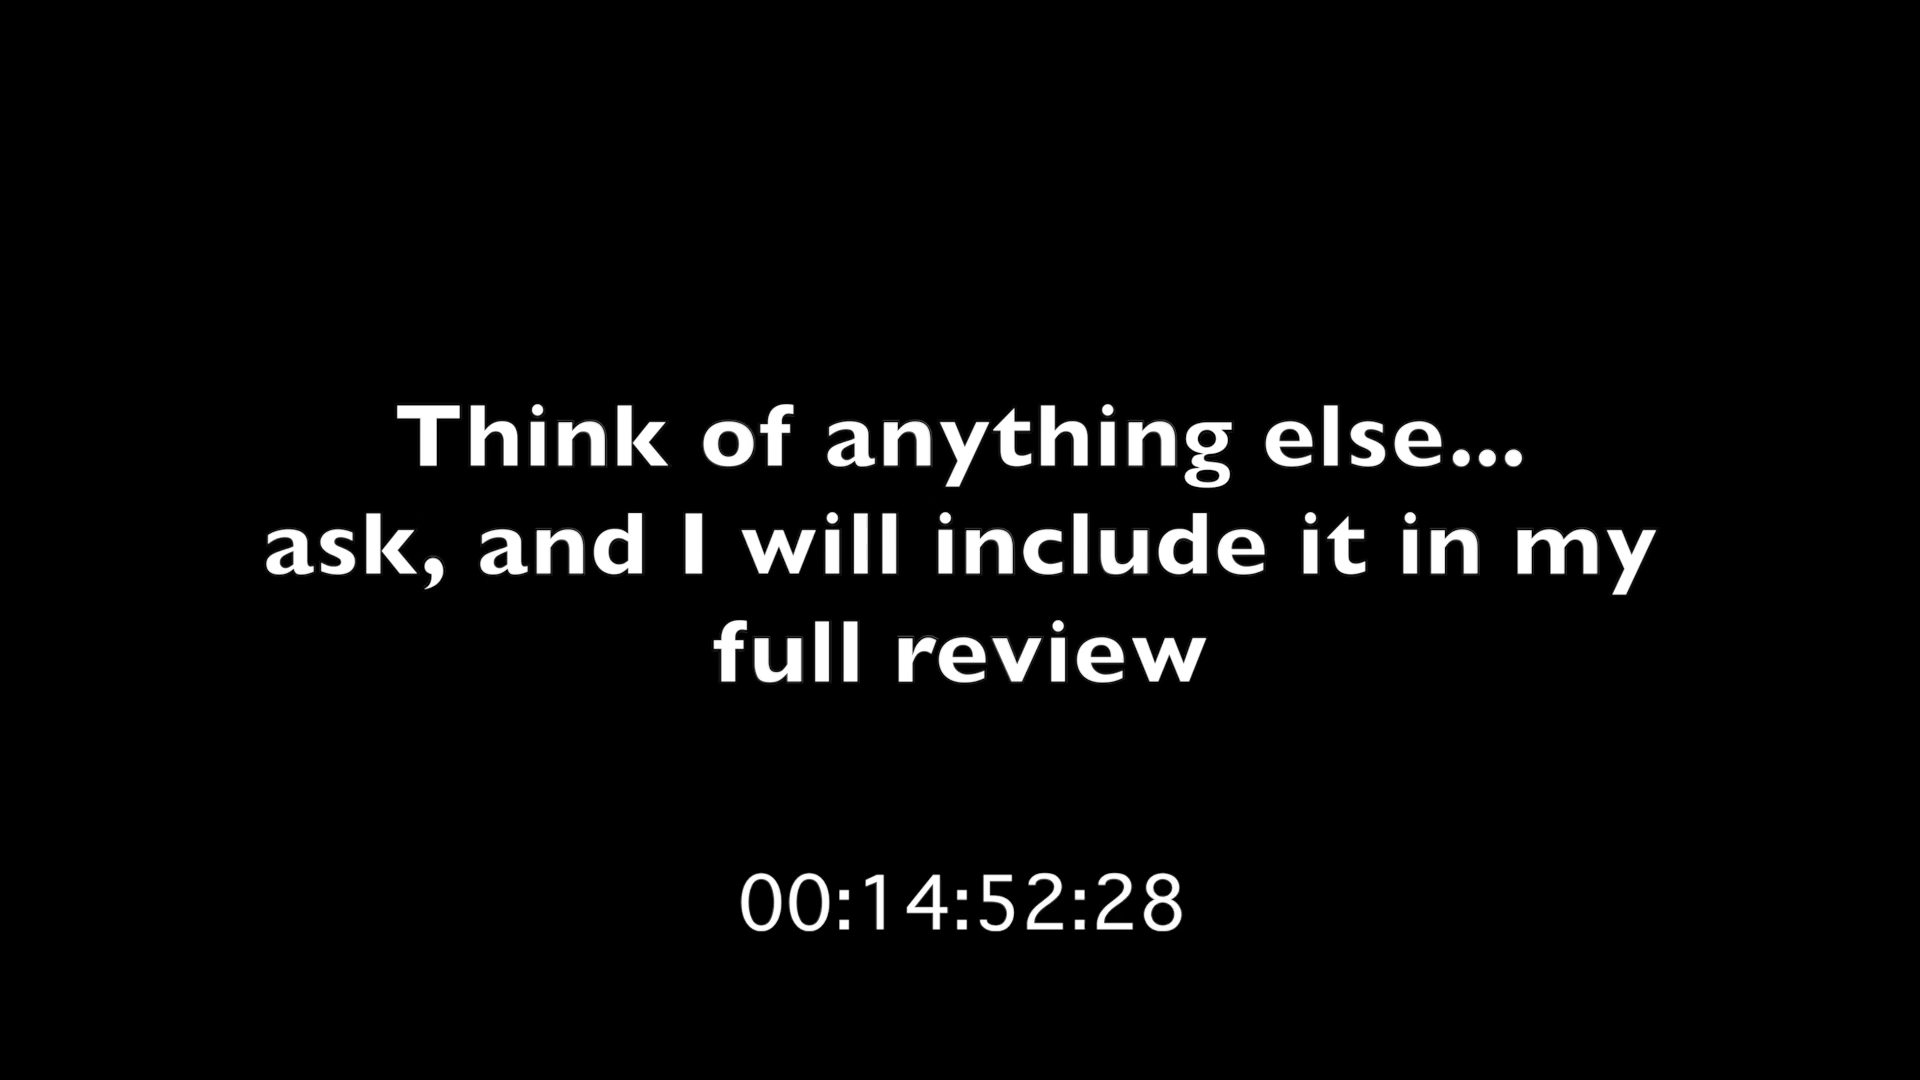 Think of anything else...
ask, and I will include it in my
full review
00:14:52:28